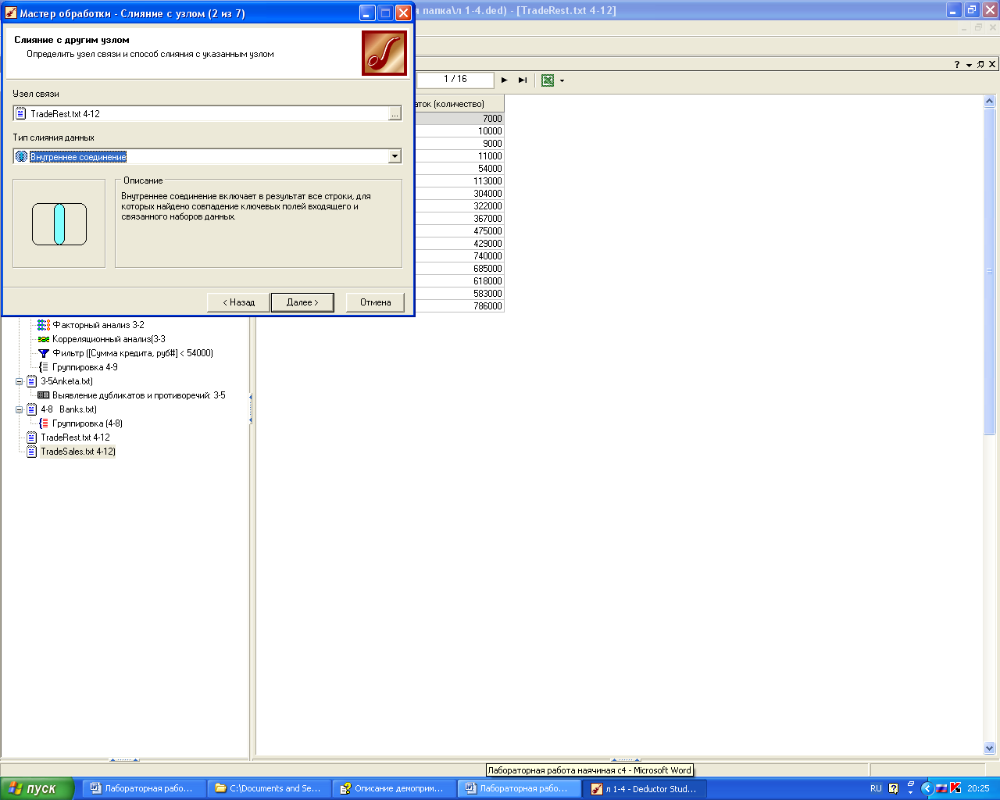 Мастер обработки - Слияние с узлом (2 из 7)
я папка\л 1-4.ded) - [TradeRest.txt 4-12]
Слияние с другим узлом
Определить узел связи и способ слияния с указанным узлом
Узел связи
TradeRest.txt 4-12
...
Тип слияния данных
Внутреннее соединение
Описание
Внутреннее соединение включает в результат все строки, для
которых найдено совпадение ключевых полей входящего и
связанного наборов данных.
< Назад
Далее >
Отмена
?
1 / 16
аток (количество)
7000
10000
9000
11000
54000
113000
304000
322000
367000
475000
429000
740000
685000
618000
583000
786000
Факторный анализ 3-2
Корреляционный анализ(3-3
Фильтр ([Сумма кредита, руб#] < 54000)
Группировка 4-9
3-5Anketa.txt)
Выявление дубликатов и противоречий: 3-5
4-8 Banks.txt)
Группировка (4-8)
TradeRest.txt 4-12
TradeSales.txt 4-12)
Лабораторная работа наячиная с4 - Microsoft Word
пуск
Лабораторная рабо...
C:\Documents and Se...
Описание демоприм...
Лабораторная рабо...
л 1-4 - Deductor Stud...
RU
20:25